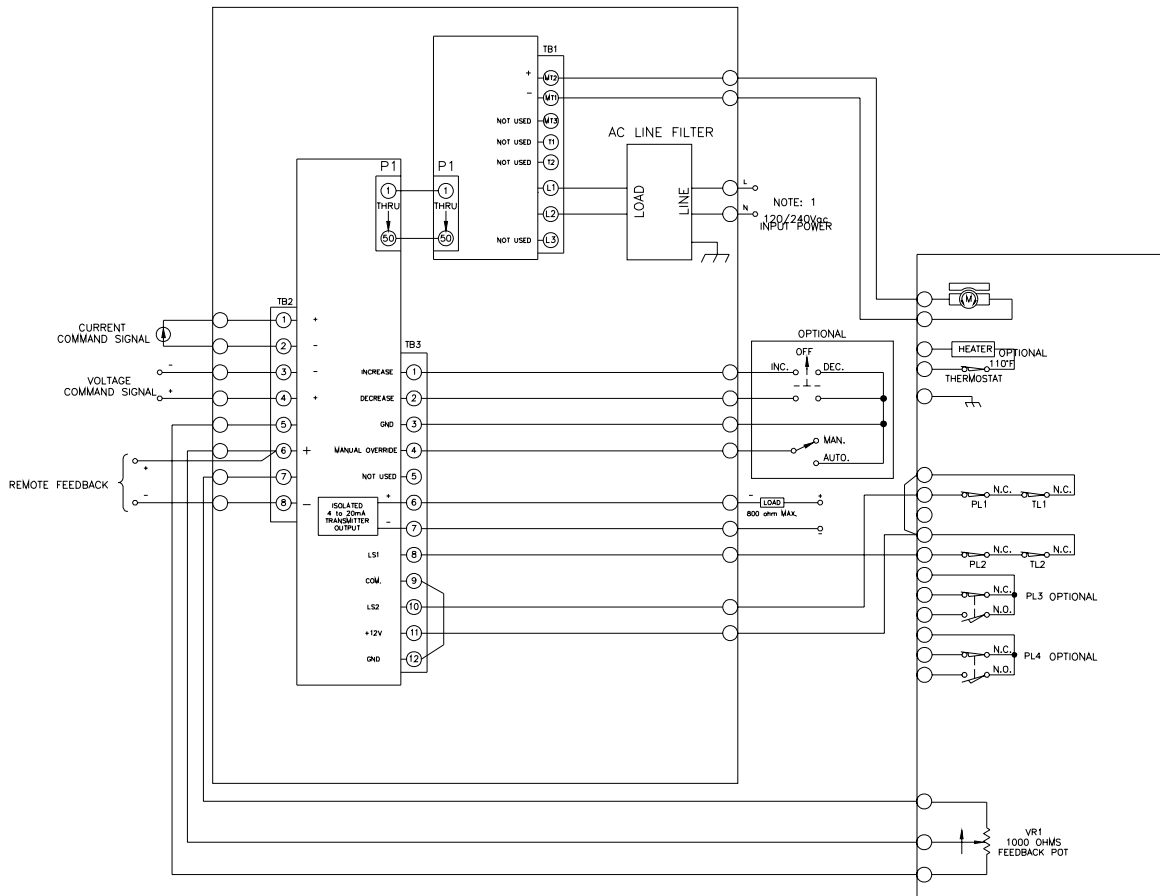 TB1
+ MT2
- MT1
NOT USED MT3
NOT USED T1
NOT USED T2
L1
L2
NOT USED L3
AC LINE FILTER
LOAD
LINE
L
N
NOTE: 1
120/240Vac
INPUT POWER
P1 P1
1 1
THRU THRU
50 50
TB2
CURRENT
COMMAND SIGNAL
1 +
2 -
VOLTAGE
COMMAND SIGNAL
-
+
3 -
4 +
5
6 +
7
8 -
REMOTE FEEDBACK
+
-
TB3
INCREASE 1
DECREASE 2
GND 3
MANUAL OVERRIDE 4
NOT USED 5
ISOLATED
4 to 20mA
TRANSMITTER
OUTPUT
+ 6
- 7
LS1 8
COM. 9
LS2 10
+12V 11
GND 12
OPTIONAL
OFF
INC. DEC.
MAN.
AUTO.
- LOAD +
800 ohm MAX.
-
M
HEATER OPTIONAL
110°F
THERMOSTAT
N.C. N.C.
PL1 TL1
N.C. N.C.
PL2 TL2
N.C.
PL3 OPTIONAL
N.O.
N.C.
PL4 OPTIONAL
N.O.
VR1
1000 OHMS
FEEDBACK POT